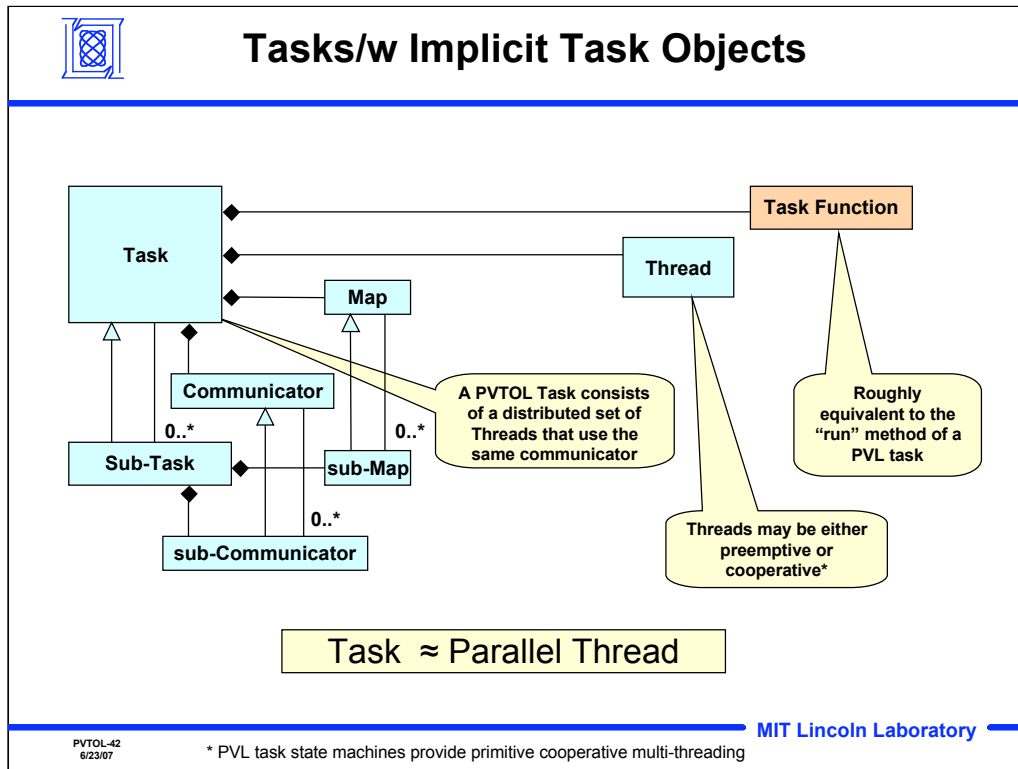 Tasks/w Implicit Task Objects
Task
Task Function
Thread
Map
Communicator
A PVTOL Task consists
of a distributed set of
Threads that use the
same communicator
Roughly
equivalent to the
“run” method of a
PVL task
0..*
0..*
Sub-Task
sub-Map
0..*
sub-Communicator
Threads may be either
preemptive or
cooperative*
Task ≈ Parallel Thread
MIT Lincoln Laboratory
PVTOL-42
6/23/07
* PVL task state machines provide primitive cooperative multi-threading